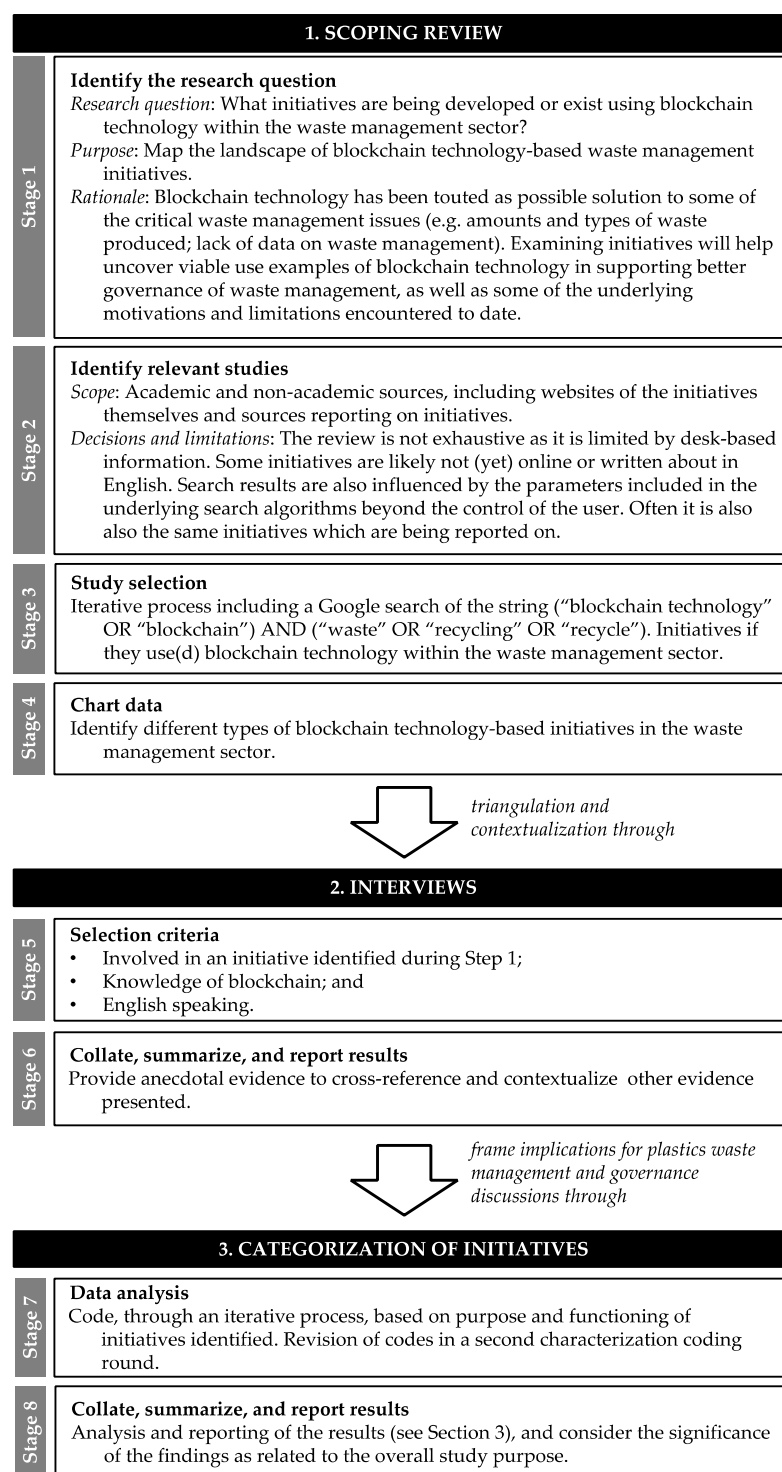 1. SCOPING REVIEW
Stage 1
Identify the research question
Research question: What initiatives are being developed or exist using blockchain
technology within the waste management sector?
Purpose: Map the landscape of blockchain technology-based waste management
initiatives.
Rationale: Blockchain technology has been touted as possible solution to some of
the critical waste management issues (e.g. amounts and types of waste
produced; lack of data on waste management). Examining initiatives will help
uncover viable use examples of blockchain technology in supporting better
governance of waste management, as well as some of the underlying
motivations and limitations encountered to date.
Stage 2
Identify relevant studies
Scope: Academic and non-academic sources, including websites of the initiatives
themselves and sources reporting on initiatives.
Decisions and limitations: The review is not exhaustive as it is limited by desk-based
information. Some initiatives are likely not (yet) online or written about in
English. Search results are also influenced by the parameters included in the
underlying search algorithms beyond the control of the user. Often it is also
also the same initiatives which are being reported on.
Stage 3
Study selection
Iterative process including a Google search of the string (“blockchain technology”
OR “blockchain”) AND (“waste” OR “recycling” OR “recycle”). Initiatives if
they use(d) blockchain technology within the waste management sector.
Stage 4
Chart data
Identify different types of blockchain technology-based initiatives in the waste
management sector.
triangulation and
contextualization through
2. INTERVIEWS
Stage 5
Selection criteria
• Involved in an initiative identified during Step 1;
• Knowledge of blockchain; and
• English speaking.
Stage 6
Collate, summarize, and report results
Provide anecdotal evidence to cross-reference and contextualize other evidence
presented.
frame implications for plastics waste
management and governance
discussions through
3. CATEGORIZATION OF INITIATIVES
Stage 7
Data analysis
Code, through an iterative process, based on purpose and functioning of
initiatives identified. Revision of codes in a second characterization coding
round.
Stage 8
Collate, summarize, and report results
Analysis and reporting of the results (see Section 3), and consider the significance
of the findings as related to the overall study purpose.